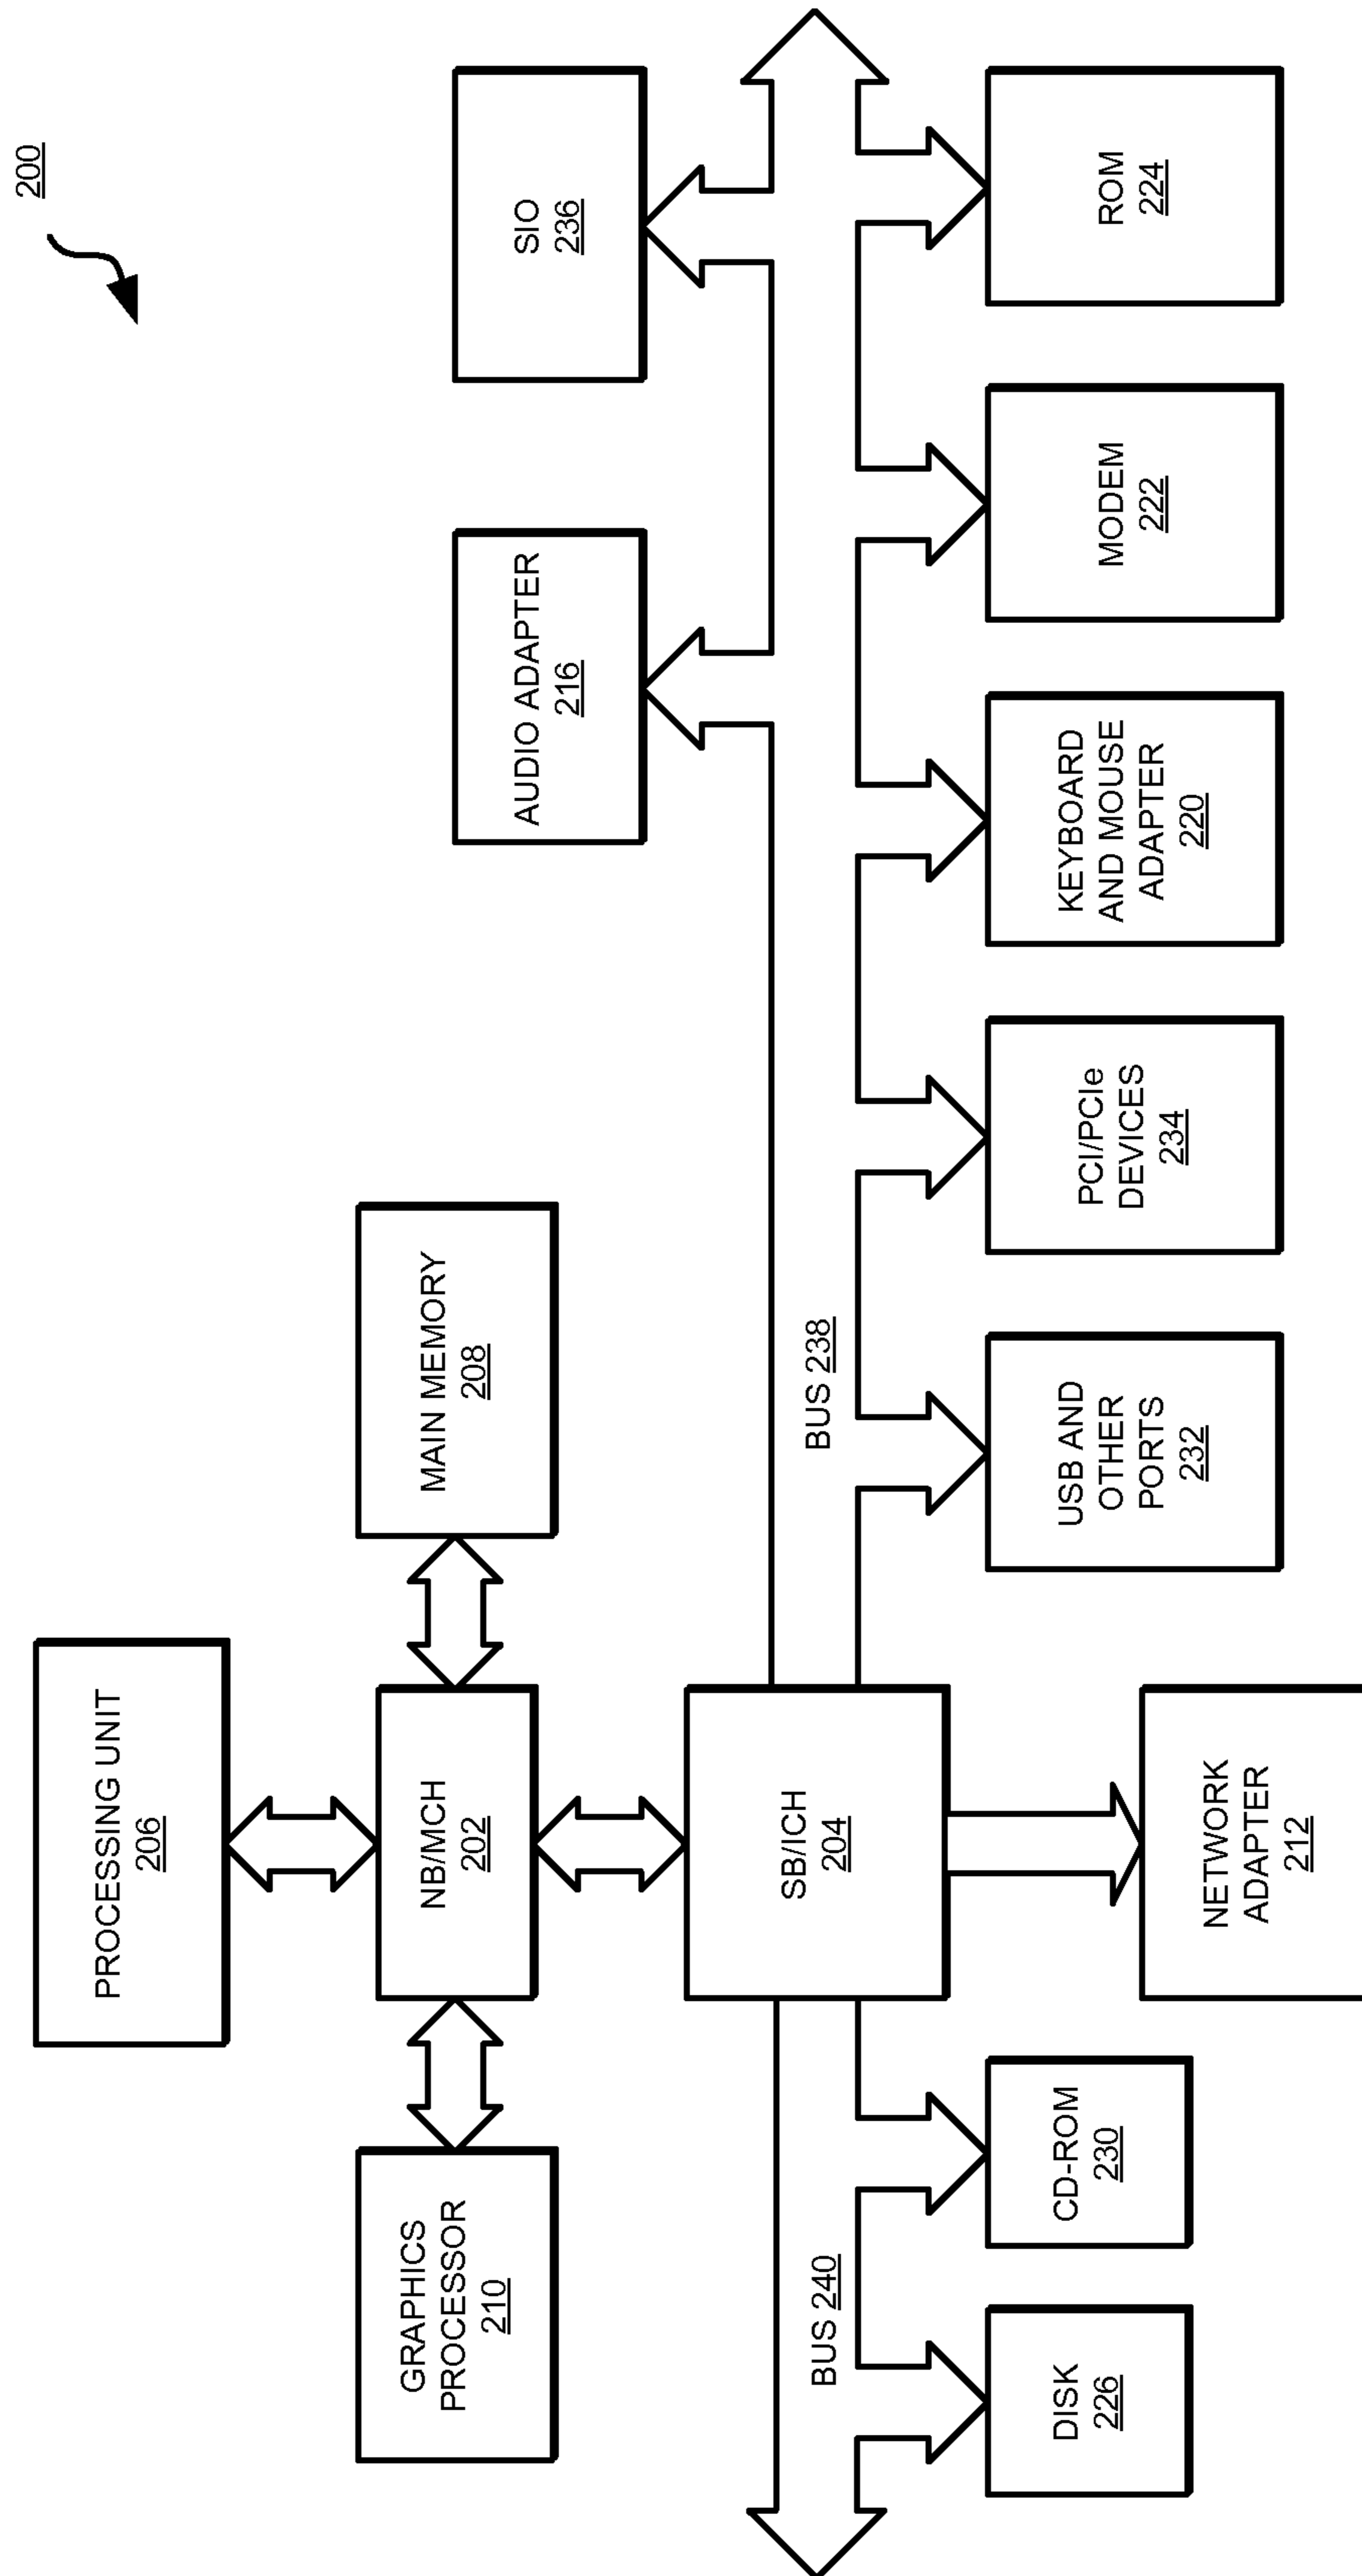 200
PROCESSING UNIT
206
GRAPHICS
PROCESSOR
210
NB/MCH
202
MAIN MEMORY
208
AUDIO ADAPTER
216
SIO
236
SB/ICH
204
BUS 240
BUS 238
DISK
226
CD-ROM
230
USB AND
OTHER
PORTS
232
PCI/PCIe
DEVICES
234
KEYBOARD
AND MOUSE
ADAPTER
220
MODEM
222
ROM
224
NETWORK
ADAPTER
212